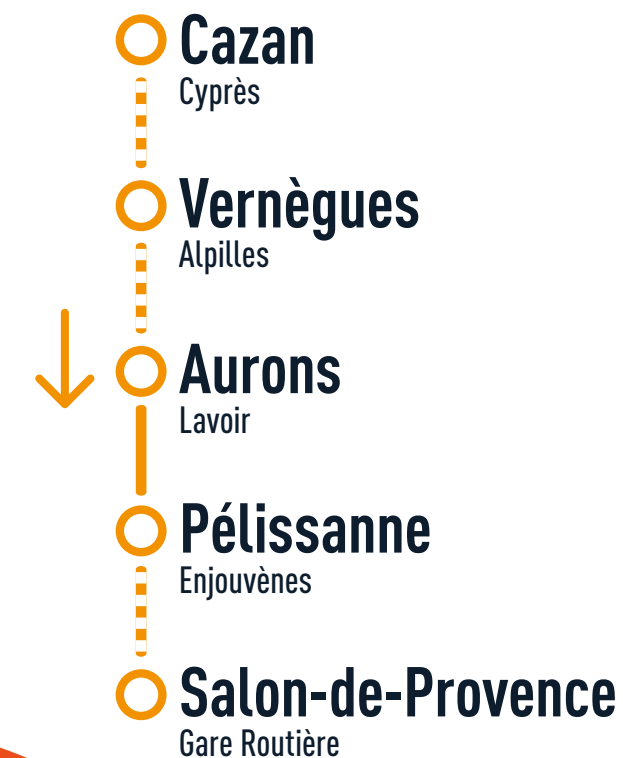 Cazan
Cyprès
Vernègues
Alpilles
Aurons
Lavoir
Pélissanne
Enjouvènes
Salon-de-Provence
Gare Routière